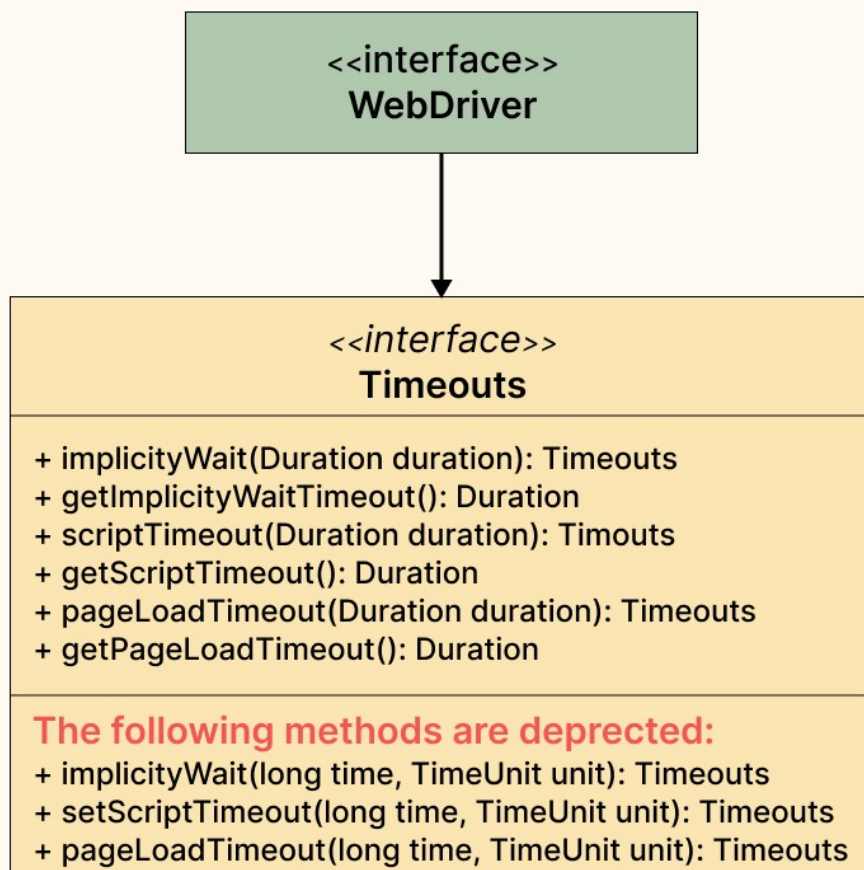 <<interface>>
WebDriver
<<interface>>
Timeouts
+ implicityWait(Duration duration): Timeouts
+ getImplicityWaitTimeout(): Duration
+ scriptTimeout(Duration duration): Timouts
+ getScriptTimeout(): Duration
+ pageLoadTimeout(Duration duration): Timeouts
+ getPageLoadTimeout(): Duration
The following methods are deprected:
+ implicityWait(long time, TimeUnit unit): Timeouts
+ setScriptTimeout(long time, TimeUnit unit): Timeouts
+ pageLoadTimeout(long time, TimeUnit unit): Timeouts